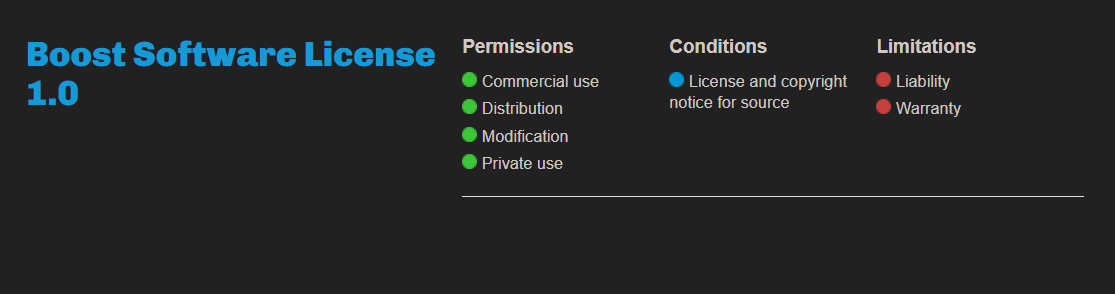 Boost Software License
1.0
Permissions
Commercial use
Distribution
Modification
Private use
Conditions
License and copyright
notice for source
Limitations
Liability
Warranty